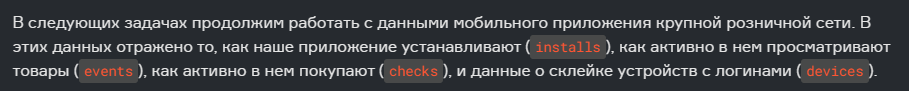 В следующих задачах продолжим работать с данными мобильного приложения крупной розничной сети. В
этих данных отражено то, как наше приложение устанавливают ( installs ), как активно в нем просматривают
товары ( events ), как активно в нем покупают ( checks ), и данные о склейке устройств с логинами ( devices ).